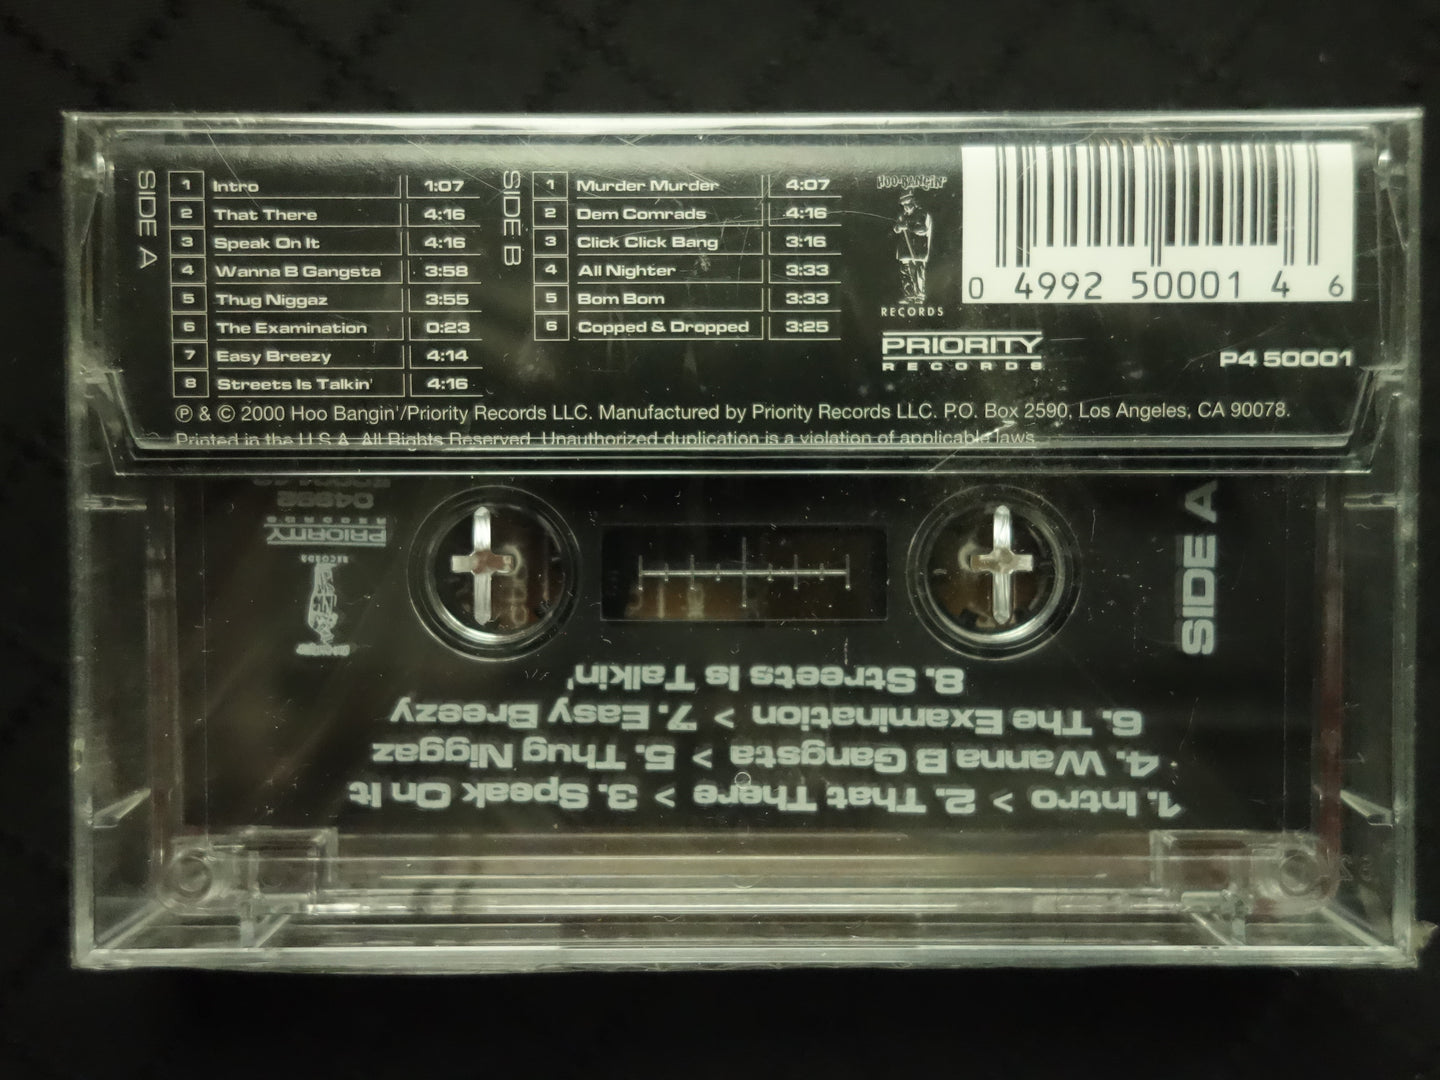 SIDE A
1 Intro 1:07
2 That There 4:16
3 Speak On It 4:16
4 Wanna B Gangsta 3:58
5 Thug Niggaz 3:55
6 The Examination 0:23
7 Easy Breezy 4:14
8 Streets Is Talkin' 4:16
SIDE B
1 Murder Murder 4:07
2 Dem Comrads 4:16
3 Click Click Bang 3:16
4 All Nighter 3:33
5 Bom Bom 3:33
6 Copped & Dropped 3:25
HOO-BANGIN'
RECORDS
PRIORITY
RECORDS
0 4992 50001 4 6
P4 50001
℗ & © 2000 Hoo Bangin'/Priority Records LLC. Manufactured by Priority Records LLC. P.O. Box 2590, Los Angeles, CA 90078.
Printed in the U.S.A. All Rights Reserved. Unauthorized duplication is a violation of applicable laws.
SIDE A
1. Intro > 2. That There > 3. Speak On It
4. Wanna B Gangsta > 5. Thug Niggaz
6. The Examination > 7. Easy Breezy
8. Streets Is Talkin'
RECORDS
PRIORITY
RECORDS
04992